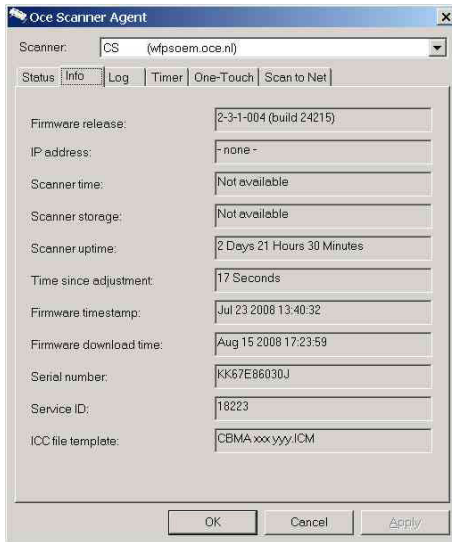 Oce Scanner Agent
Scanner: CS (wfpsoem.oce.nl)
Status Info Log Timer One-Touch Scan to Net
Firmware release: 2-3-1-004 (build 24215)
IP address: - none -
Scanner time: Not available
Scanner storage: Not available
Scanner uptime: 2 Days 21 Hours 30 Minutes
Time since adjustment: 17 Seconds
Firmware timestamp: Jul 23 2008 13:40:32
Firmware download time: Aug 15 2008 17:23:59
Serial number: KK67E86030J
Service ID: 18223
ICC file template: CBMA xxx yyy.ICM
OK Cancel Apply